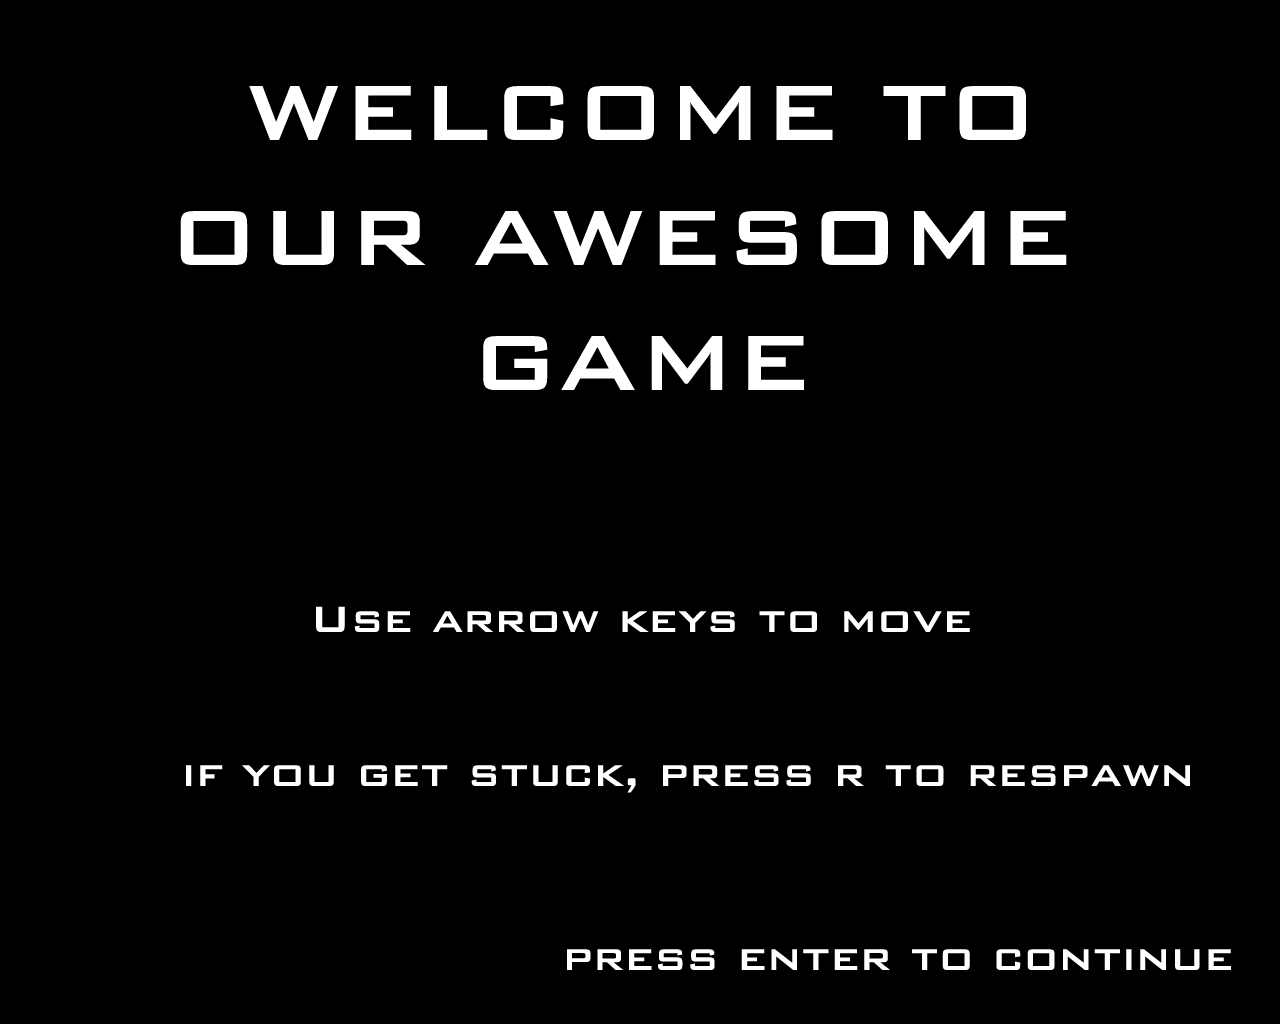 WELCOME TO
OUR AWESOME
GAME
USE ARROW KEYS TO MOVE
IF YOU GET STUCK, PRESS R TO RESPAWN
PRESS ENTER TO CONTINUE